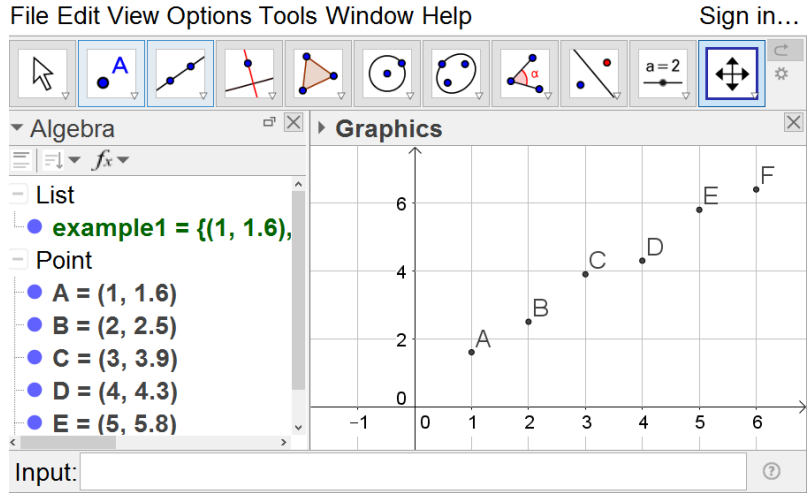 File Edit View Options Tools Window Help Sign in...
A α a = 2
Algebra
Graphics
fx
List
example1 = {(1, 1.6),
Point
A = (1, 1.6)
B = (2, 2.5)
C = (3, 3.9)
D = (4, 4.3)
E = (5, 5.8)
F
E
6
D
C
4
B
2
A
0
-1 0 1 2 3 4 5 6
Input: